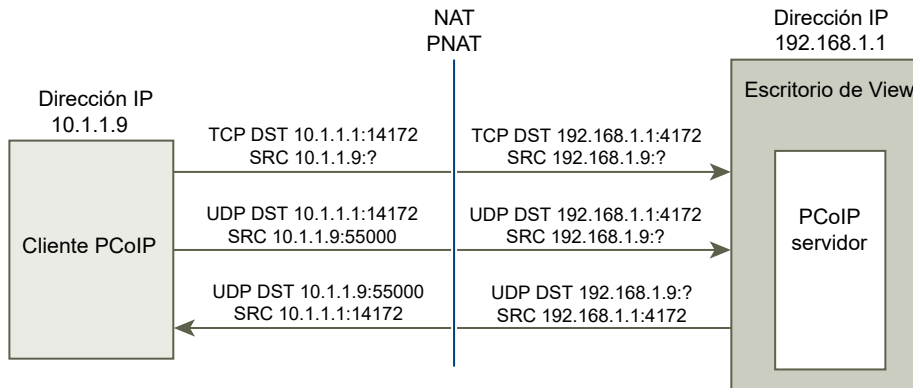 NAT
PNAT
Dirección IP
192.168.1.1
Dirección IP
10.1.1.9
Escritorio de View
TCP DST 10.1.1.1:14172
SRC 10.1.1.9:?
TCP DST 192.168.1.1:4172
SRC 192.168.1.9:?
UDP DST 10.1.1.1:14172
SRC 10.1.1.9:55000
UDP DST 192.168.1.1:4172
SRC 192.168.1.9:?
Cliente PCoIP
PCoIP
servidor
UDP DST 10.1.1.9:55000
SRC 10.1.1.1:14172
UDP DST 192.168.1.9:?
SRC 192.168.1.1:4172